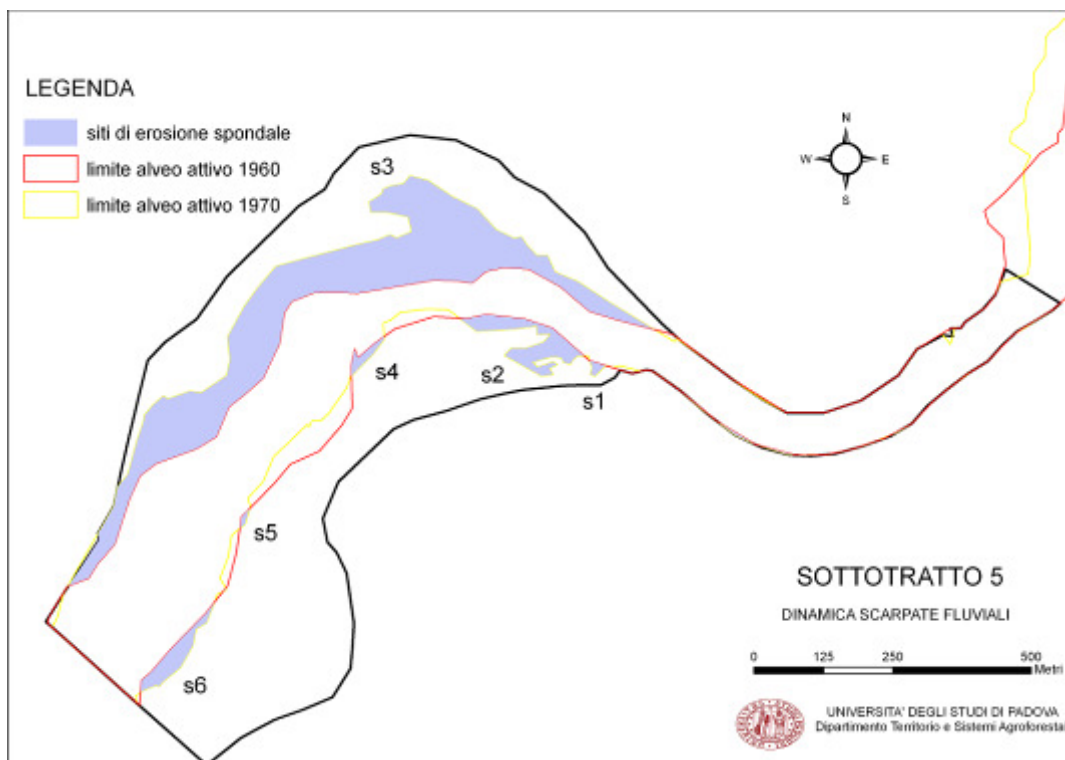 LEGENDA
siti di erosione spondale
limite alveo attivo 1960
limite alveo attivo 1970
N
W E
S
s3
s4
s2
s1
s5
s6
SOTTOTRATTO 5
DINAMICA SCARPATE FLUVIALI
0 125 250 500
Metri
UNIVERSITA' DEGLI STUDI DI PADOVA
Dipartimento Territorio e Sistemi Agroforestal